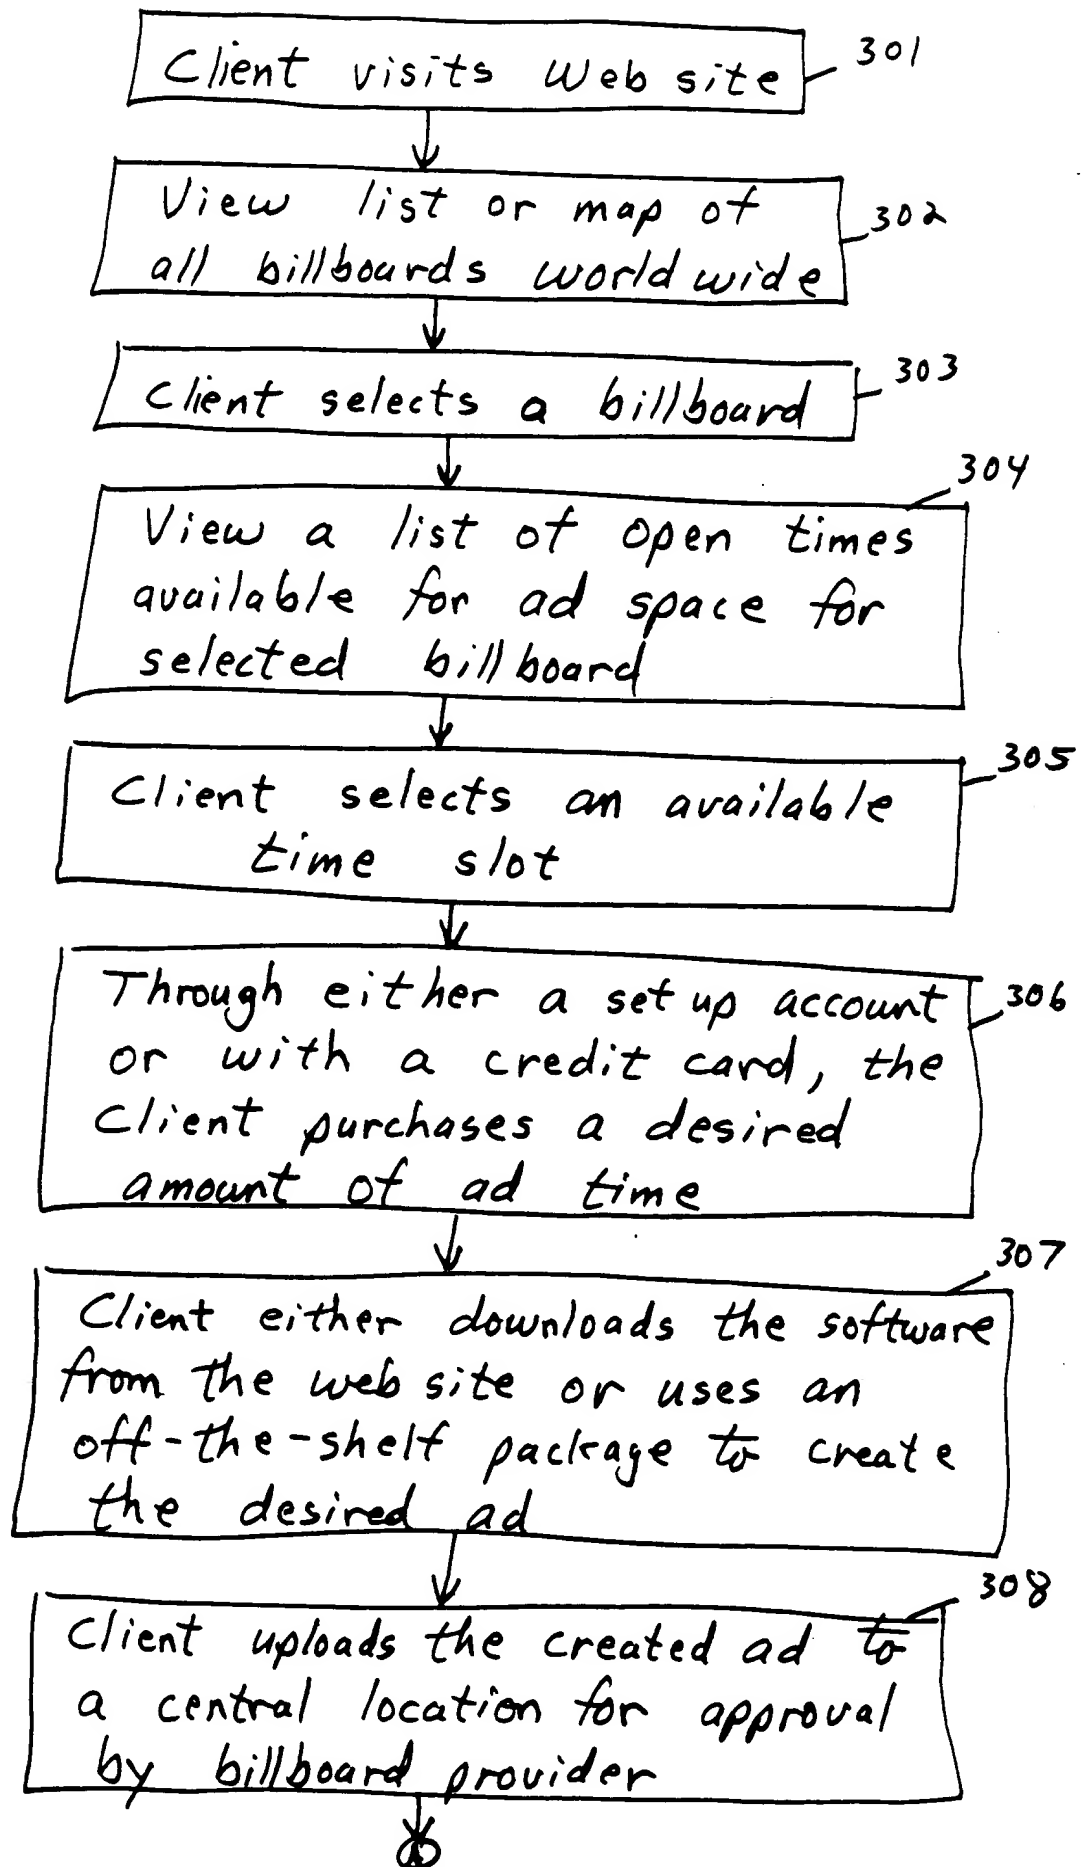 Client visits Web site
301
View list or map of
all billboards world wide
302
Client selects a billboard
303
304
View a list of open times
available for ad space for
selected billboard
305
Client selects an available
time slot
Through either a set up account
or with a credit card, the
Client purchases a desired
amount of ad time
306
307
Client either downloads the software
from the web site or uses an
off-the-shelf package to create
the desired ad
308
Client uploads the created ad to
a central location for approval
by billboard provider